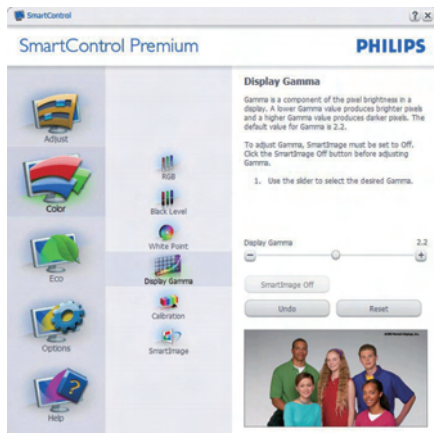 SmartControl
SmartControl Premium
PHILIPS
Adjust
Color
Eco
Options
Help
RGB
Black Level
White Point
Display Gamma
Calibration
SmartImage
Display Gamma
Gamma is a component of the pixel brightness in a
display. A lower Gamma value produces brighter pixels
and a higher Gamma value produces darker pixels. The
default value for Gamma is 2.2.
To adjust Gamma, SmartImage must be set to Off.
Click the SmartImage Off button before adjusting
Gamma.
1. Use the slider to select the desired Gamma.
Display Gamma 2.2
SmartImage Off
Undo Reset